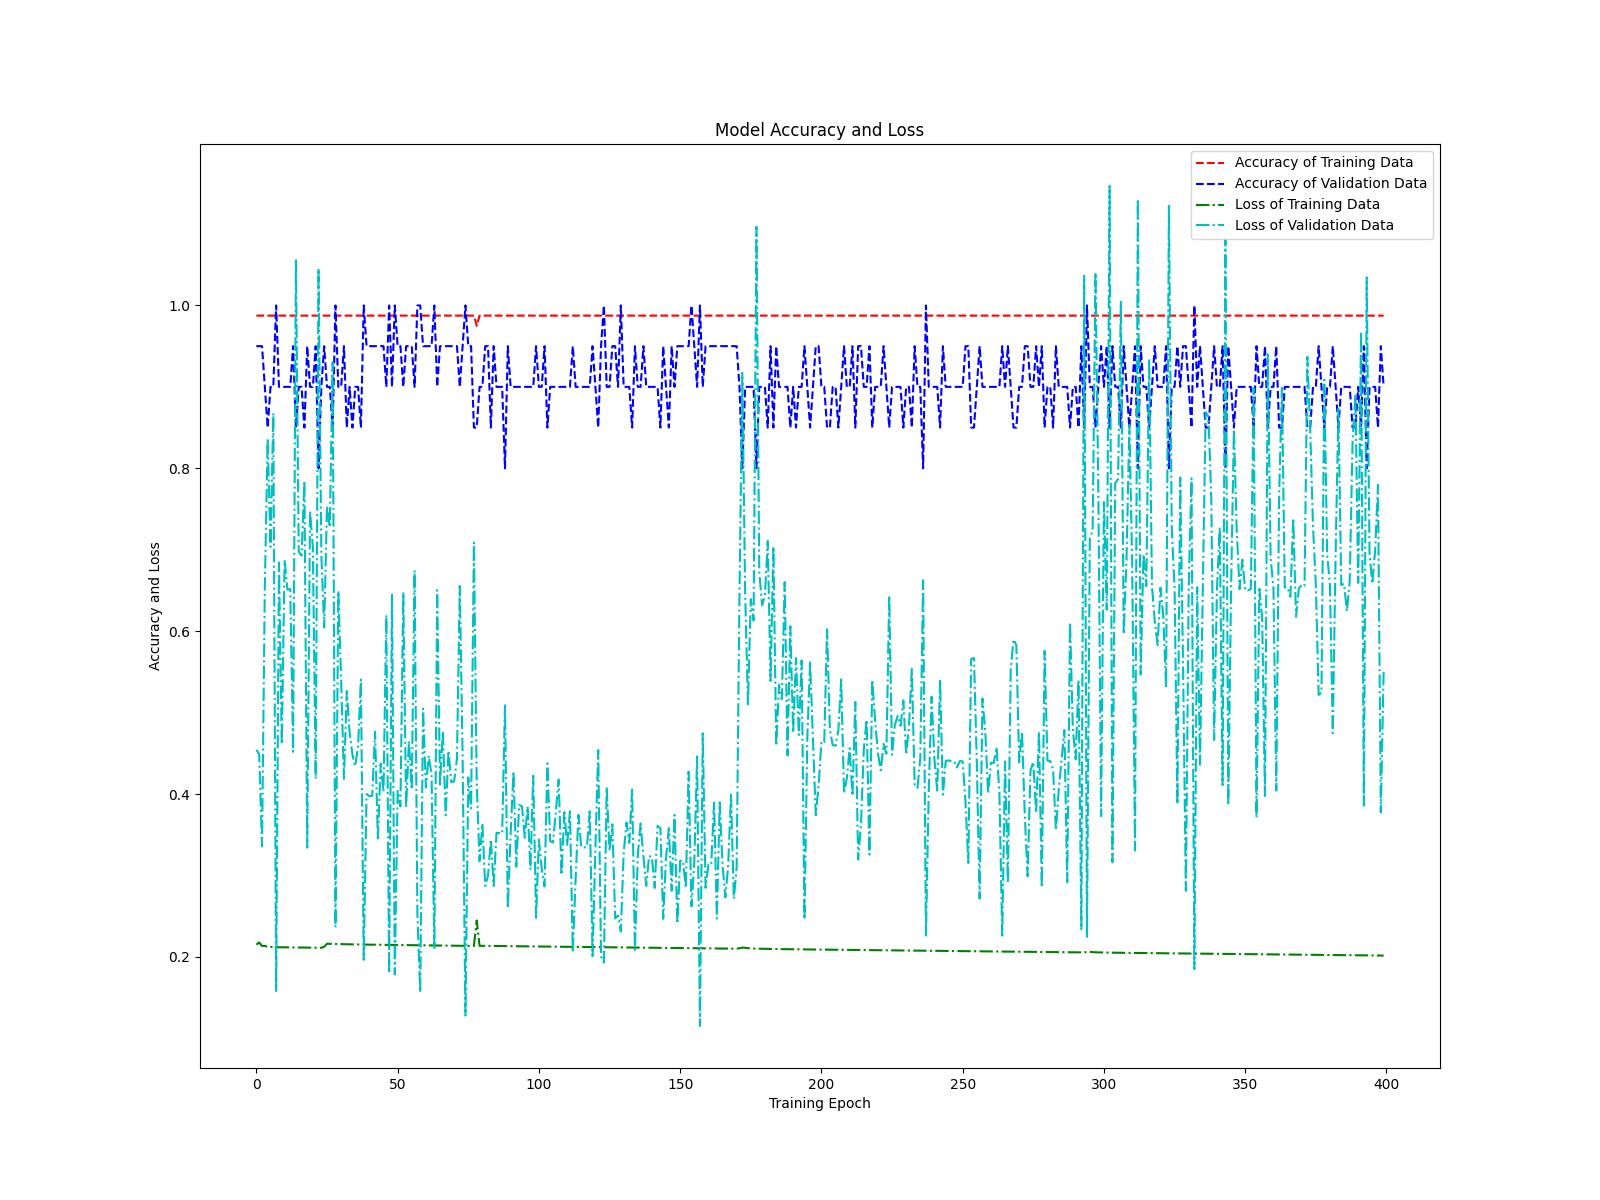 Model Accuracy and Loss
Accuracy of Training Data
Accuracy of Validation Data
Loss of Training Data
Loss of Validation Data
1.0
0.8
0.6
0.4
0.2
Accuracy and Loss
0 50 100 150 200 250 300 350 400
Training Epoch